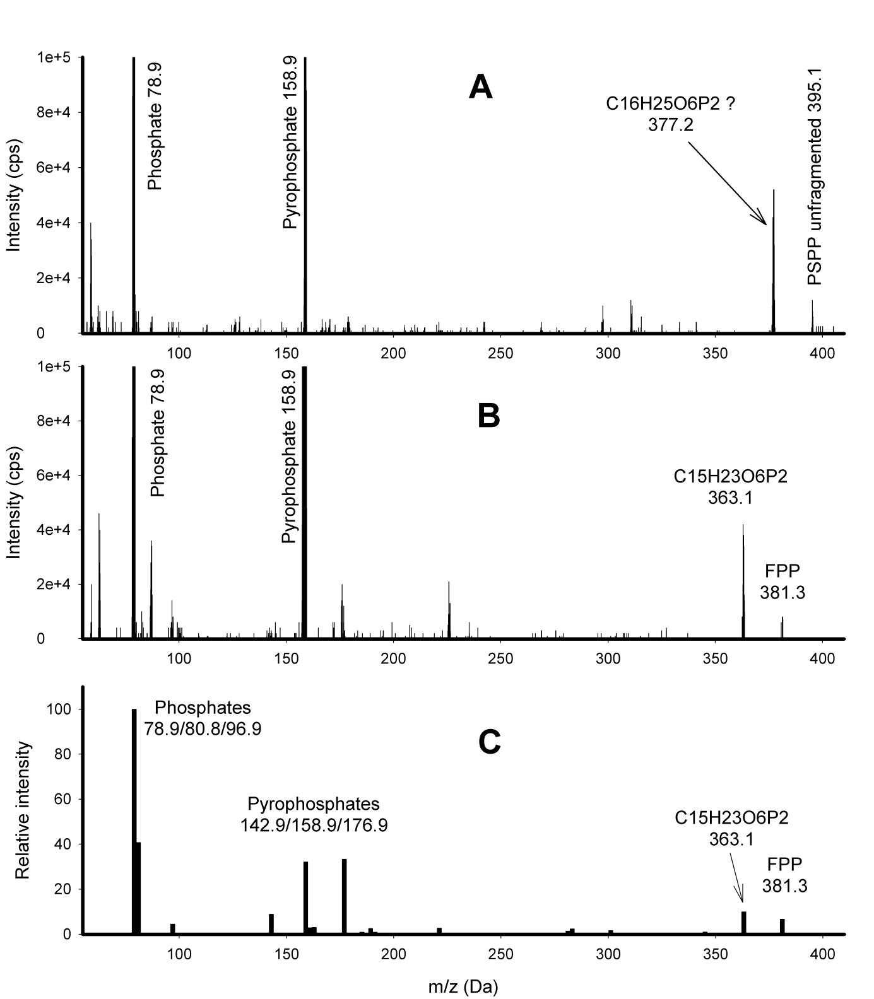 A
Intensity (cps)
1e+5
8e+4
6e+4
4e+4
2e+4
0
Phosphate 78.9
Pyrophosphate 158.9
C16H25O6P2 ?
377.2
PSPP unfragmented 395.1
100 150 200 250 300 350 400
B
Intensity (cps)
1e+5
8e+4
6e+4
4e+4
2e+4
0
Phosphate 78.9
Pyrophosphate 158.9
C15H23O6P2
363.1
FPP
381.3
100 150 200 250 300 350 400
C
Relative intensity
100
80
60
40
20
0
Phosphates
78.9/80.8/96.9
Pyrophosphates
142.9/158.9/176.9
C15H23O6P2
363.1
FPP
381.3
100 150 200 250 300 350 400
m/z (Da)